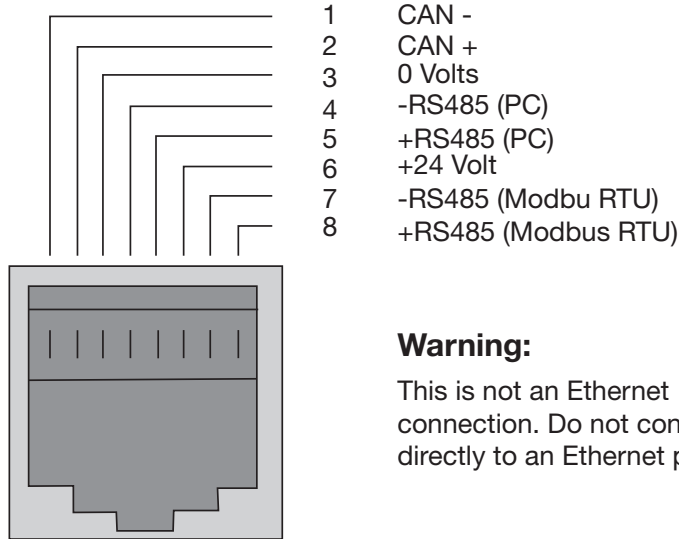 1 CAN -
2 CAN +
3 0 Volts
4 -RS485 (PC)
5 +RS485 (PC)
6 +24 Volt
7 -RS485 (Modbu RTU)
8 +RS485 (Modbus RTU)
Warning:
This is not an Ethernet
connection. Do not
directly to an Ethernet